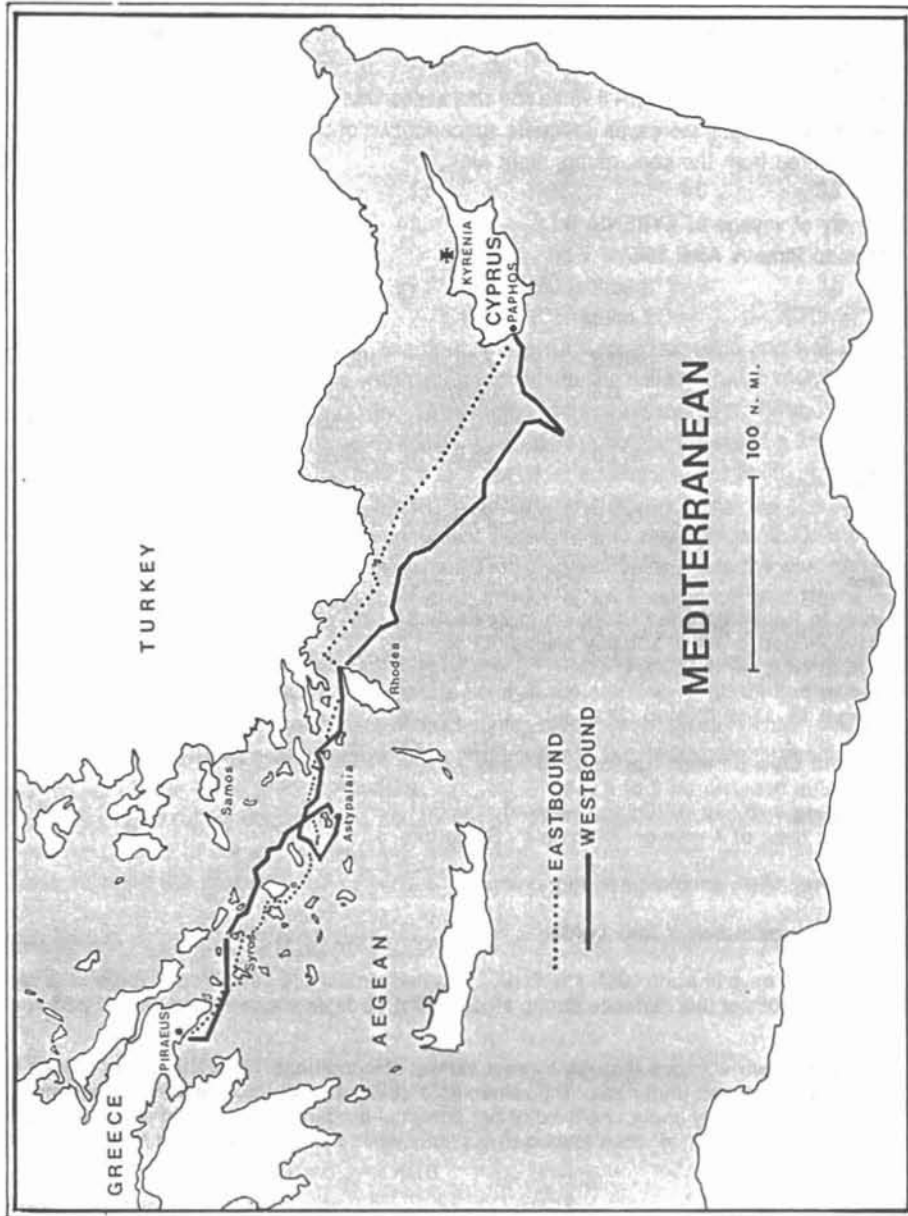 GREECE
PIRAEUS
TURKEY
Samos
Syros
Astypalaia
Rhodes
AEGEAN
KYRENIA
CYPRUS
PAPHOS
MEDITERRANEAN
100 N. MI.
EASTBOUND
WESTBOUND